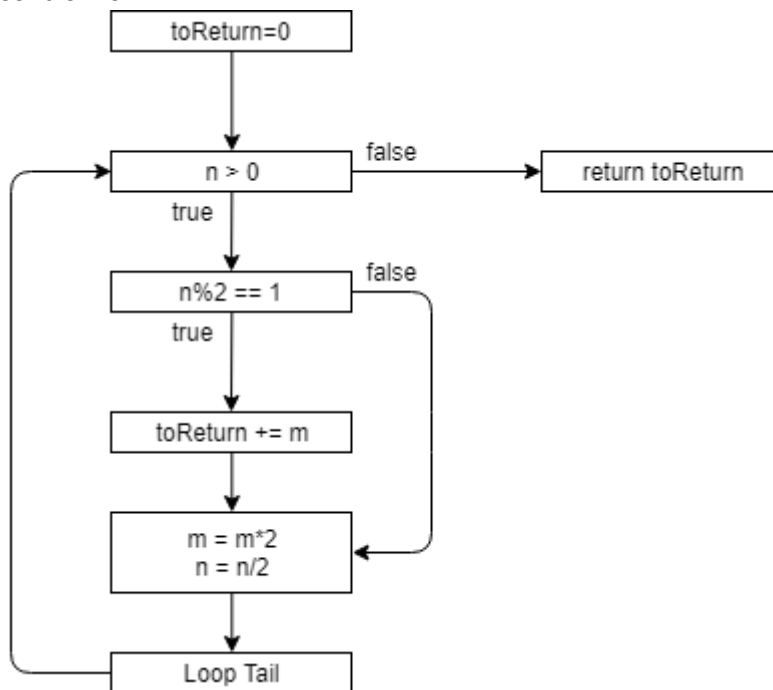 toReturn=0
n > 0
false
return toReturn
true
n%2 == 1
false
true
toReturn += m
m = m*2
n = n/2
Loop Tail